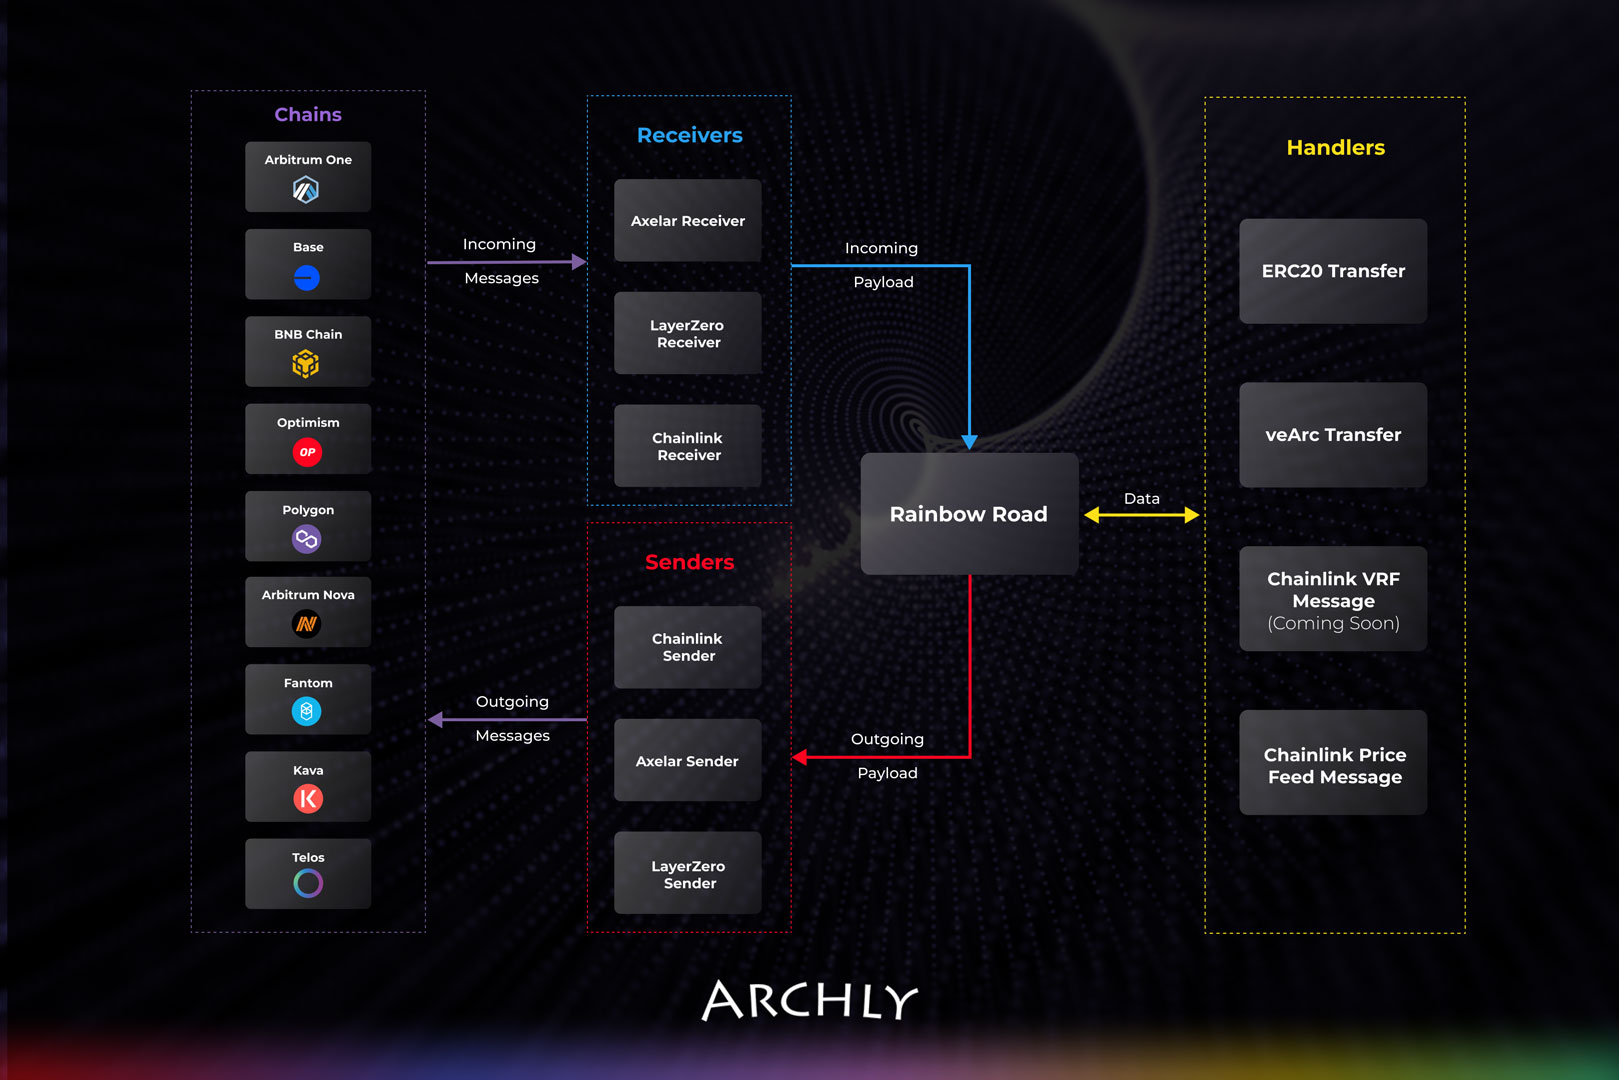 Chains
Arbitrum One
Base
BNB Chain
Optimism
OP
Polygon
Arbitrum Nova
Fantom
Kava
Telos
Incoming
Messages
Outgoing
Messages
Receivers
Axelar Receiver
LayerZero
Receiver
Chainlink
Receiver
Senders
Chainlink
Sender
Axelar Sender
LayerZero
Sender
Incoming
Payload
Rainbow Road
Outgoing
Payload
Data
Handlers
ERC20 Transfer
veArc Transfer
Chainlink VRF
Message
(Coming Soon)
Chainlink Price
Feed Message
ARCHLY